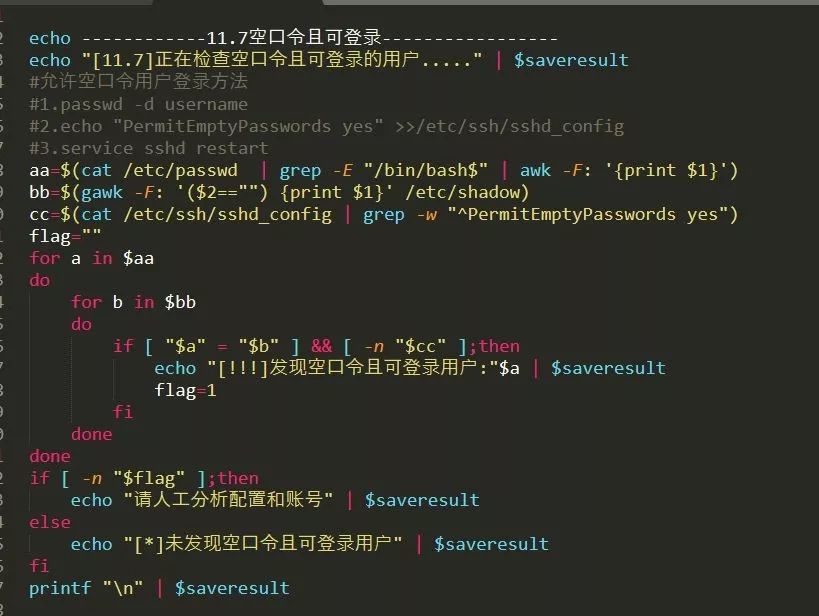 echo ------------11.7空口令且可登录-----------------
echo "[11.7]正在检查空口令且可登录的用户....." | $saveresult
#允许空口令用户登录方法
#1.passwd -d username
#2.echo "PermitEmptyPasswords yes" >>/etc/ssh/sshd_config
#3.service sshd restart
aa=$(cat /etc/passwd  | grep -E "/bin/bash$" | awk -F: '{print $1}')
bb=$(gawk -F: '($2=="") {print $1}' /etc/shadow)
cc=$(cat /etc/ssh/sshd_config | grep -w "^PermitEmptyPasswords yes")
flag=""
for a in $aa
do
    for b in $bb
    do
        if [ "$a" = "$b" ] && [ -n "$cc" ];then
            echo "[!!!]发现空口令且可登录用户:"$a | $saveresult
            flag=1
        fi
    done
done
if [ -n "$flag" ];then
    echo "请人工分析配置和账号" | $saveresult
else
    echo "[*]未发现空口令且可登录用户" | $saveresult
fi
printf "\n" | $saveresult